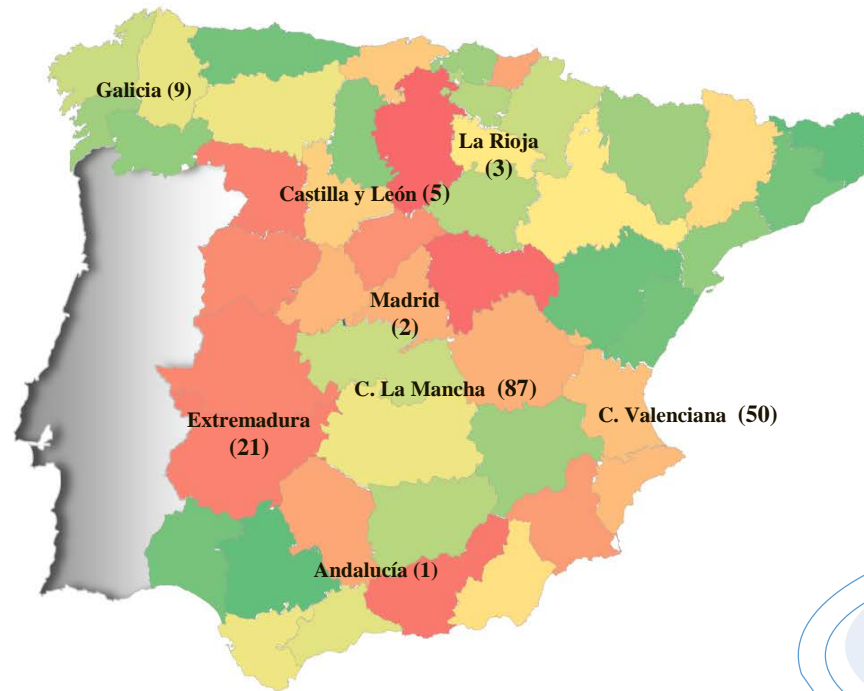 Galicia (9)
La Rioja
(3)
Castilla y León (5)
Madrid
(2)
C. La Mancha (87)
C. Valenciana (50)
Extremadura
(21)
Andalucía (1)